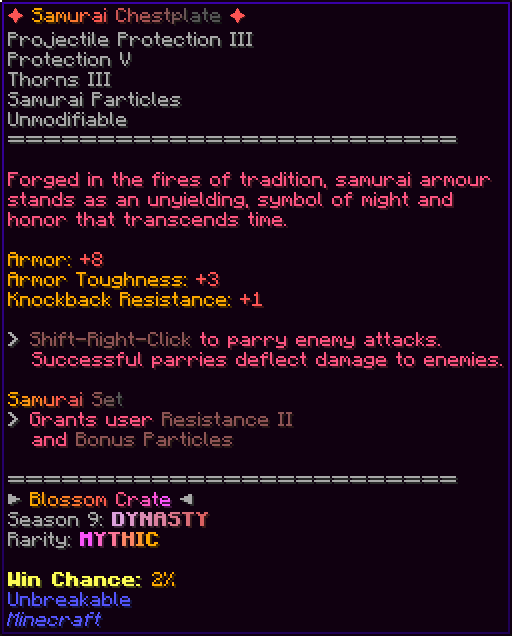 ✦ Samurai Chestplate ✦
Projectile Protection III
Protection V
Thorns III
Samurai Particles
Unmodifiable
============================
Forged in the fires of tradition, samurai armour
stands as an unyielding, symbol of might and
honor that transcends time.
Armor: +8
Armor Toughness: +3
Knockback Resistance: +1
> Shift-Right-Click to parry enemy attacks.
Successful parries deflect damage to enemies.
Samurai Set
> Grants user Resistance II
and Bonus Particles
============================
► Blossom Crate ◄
Season 9: DYNASTY
Rarity: MYTHIC
Win Chance: 2%
Unbreakable
Minecraft